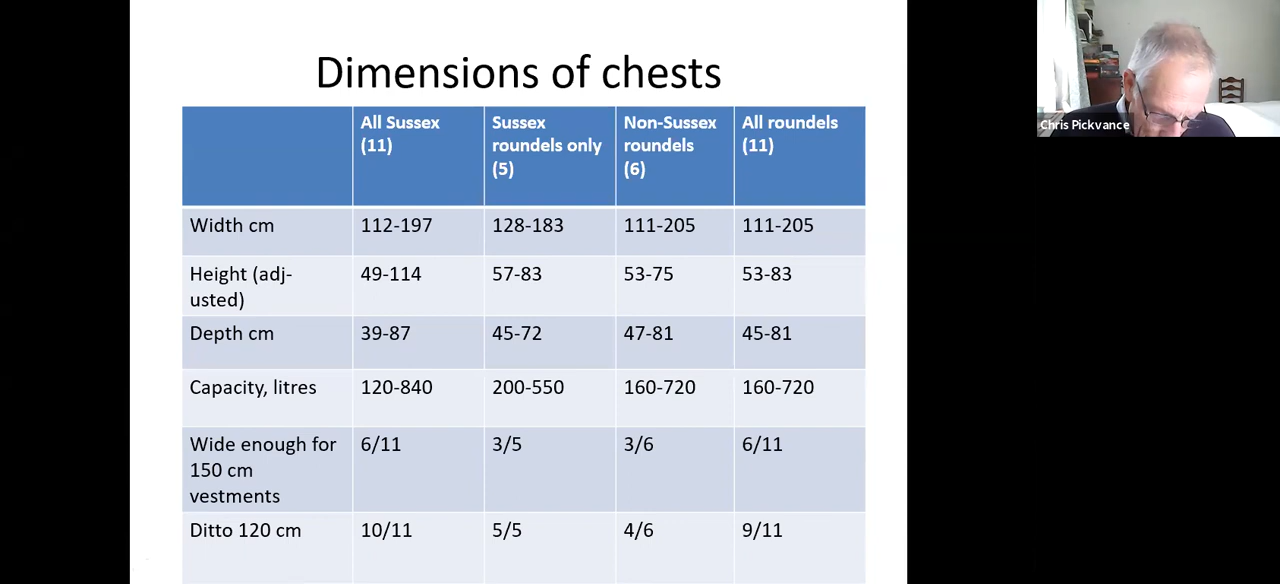 Dimensions of chests
All Sussex (11)
Sussex roundels only (5)
Non-Sussex roundels (6)
All roundels (11)
Width cm 112-197 128-183 111-205 111-205
Height (adj-usted) 49-114 57-83 53-75 53-83
Depth cm 39-87 45-72 47-81 45-81
Capacity, litres 120-840 200-550 160-720 160-720
Wide enough for 150 cm vestments 6/11 3/5 3/6 6/11
Ditto 120 cm 10/11 5/5 4/6 9/11
Chris Pickvance